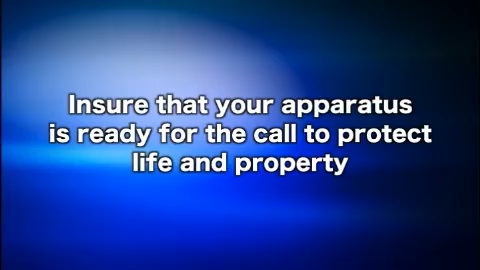 Insure that your apparatus
is ready for the call to protect
life and property